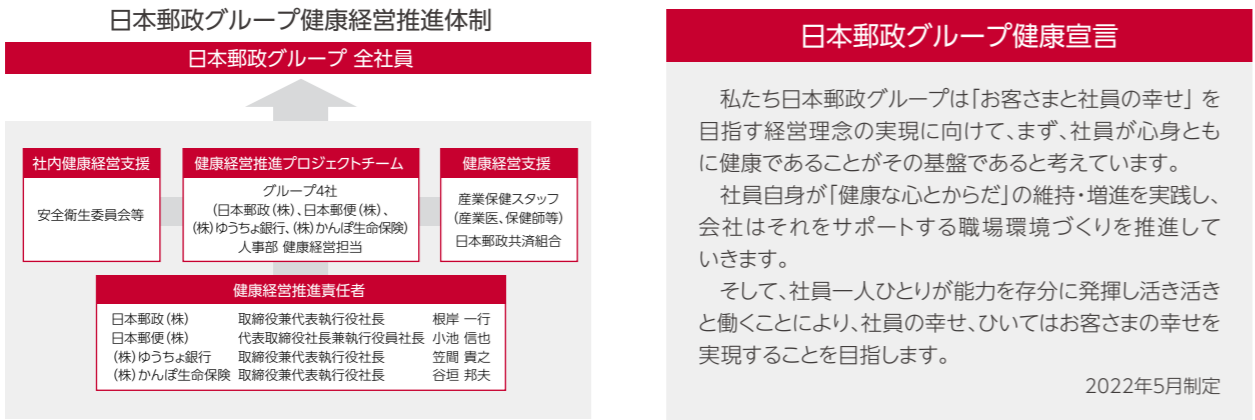 日本郵政グループ健康経営推進体制
日本郵政グループ 全社員
社内健康経営支援
安全衛生委員会等
健康経営推進プロジェクトチーム
グループ4社
(日本郵政(株)、日本郵便(株)、
(株)ゆうちょ銀行、(株)かんぽ生命保険)
人事部 健康経営担当
健康経営支援
産業保健スタッフ
(産業医、保健師等)
日本郵政共済組合
健康経営推進責任者
日本郵政(株) 取締役兼代表執行役社長 根岸 一行
日本郵便(株) 代表取締役社長兼執行役員社長 小池 信也
(株)ゆうちょ銀行 取締役兼代表執行役社長 笠間 貴之
(株)かんぽ生命保険 取締役兼代表執行役社長 谷垣 邦夫
日本郵政グループ健康宣言
私たち日本郵政グループは「お客さまと社員の幸せ」を
目指す経営理念の実現に向けて、まず、社員が心身とも
に健康であることがその基盤であると考えています。
社員自身が「健康な心とからだ」の維持・増進を実践し、
会社はそれをサポートする職場環境づくりを推進して
いきます。
そして、社員一人ひとりが能力を存分に発揮し活き活き
と働くことにより、社員の幸せ、ひいてはお客さまの幸せを
実現することを目指します。
2022年5月制定